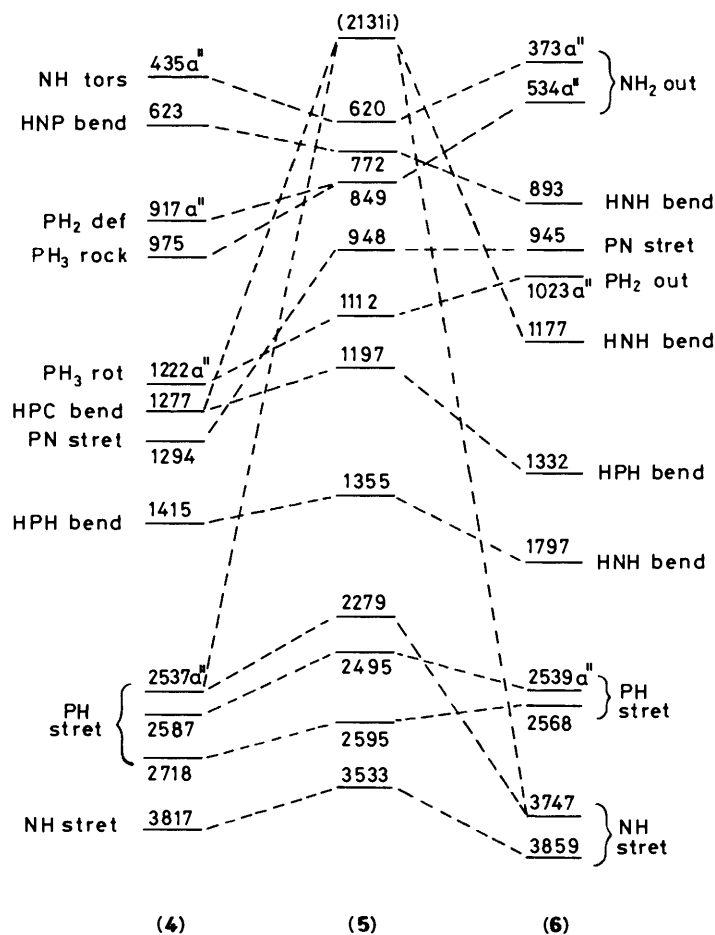 (2131i)
NH tors 435a" 373a" NH₂ out
534a"
HNP bend 623 620
772 893 HNH bend
PH₂ def 917a" 849
PH₃ rock 975 948 945 PN stret
1023a" PH₂ out
1112 1177 HNH bend
PH₃ rot 1222a" 1197
HPC bend 1277
PN stret 1294 1332 HPH bend
HPH bend 1415 1355
1797 HNH bend
2279
2537a" 2495 2539a" PH
PH stret 2587 2568 stret
2718 2595
NH stret 3817 3533 3747 NH
3859 stret
(4) (5) (6)